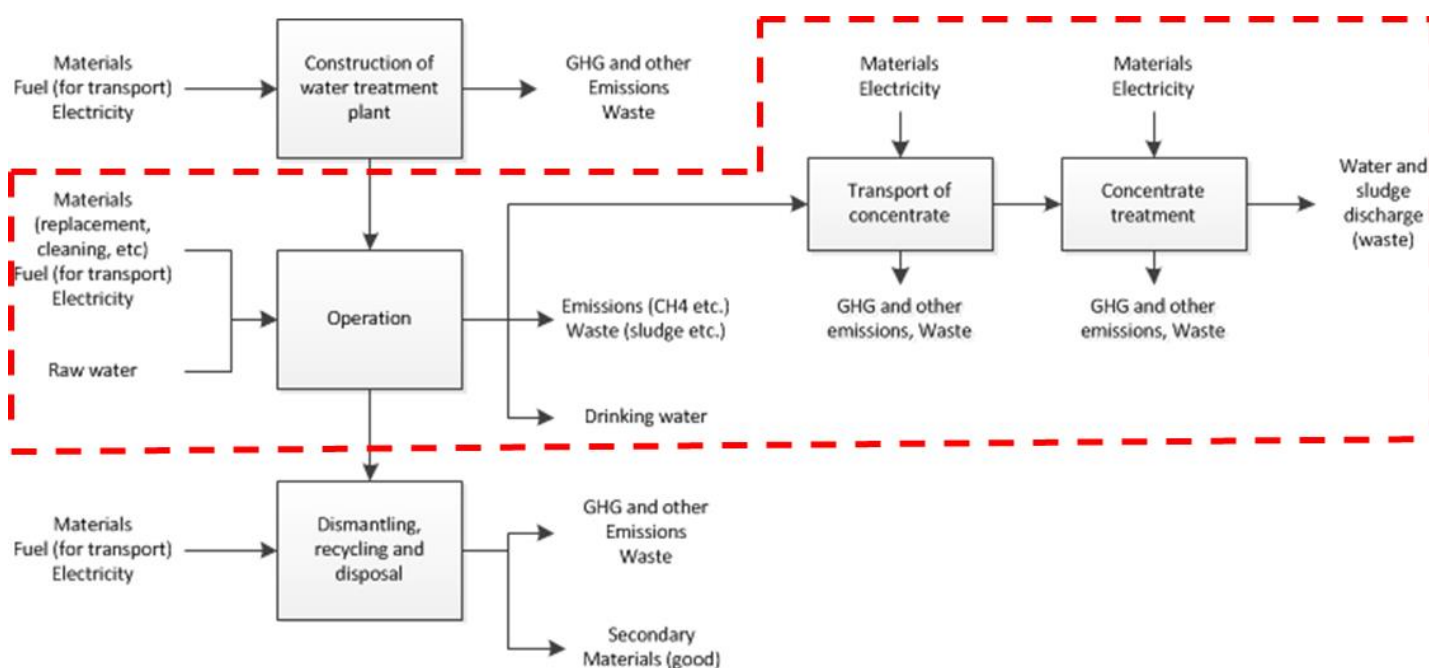 Materials
Fuel (for transport)
Electricity
Construction of
water treatment
plant
GHG and other
Emissions
Waste
Materials
Electricity
Materials
Electricity
Transport of
concentrate
Concentrate
treatment
Water and
sludge
discharge
(waste)
GHG and other
emissions, Waste
GHG and other
emissions, Waste
Materials
(replacement,
cleaning, etc)
Fuel (for transport)
Electricity
Raw water
Operation
Emissions (CH4 etc.)
Waste (sludge etc.)
Drinking water
Materials
Fuel (for transport)
Electricity
Dismantling,
recycling and
disposal
GHG and other
Emissions
Waste
Secondary
Materials (good)